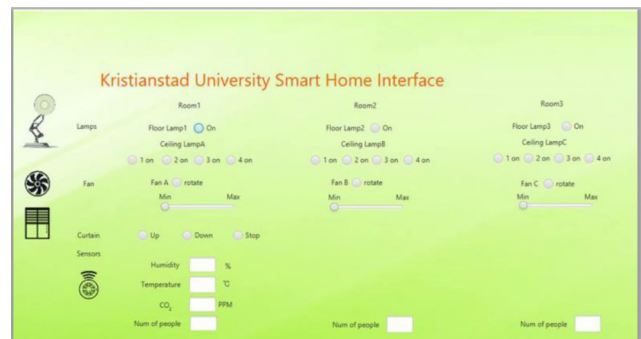 Kristianstad University Smart Home Interface
Room1 Room2 Room3
Lamps Floor Lamp1 On Floor Lamp2 On Floor Lamp3 On
Ceiling LampA Ceiling LampB Ceiling LampC
1 on 2 on 3 on 4 on 1 on 2 on 3 on 4 on 1 on 2 on 3 on 4 on
Fan Fan A rotate Fan B rotate Fan C rotate
Min Max Min Max Min Max
Curtain Up Down Stop
Sensors
Humidity %
Temperature ℃
CO₂ PPM
Num of people Num of people Num of people